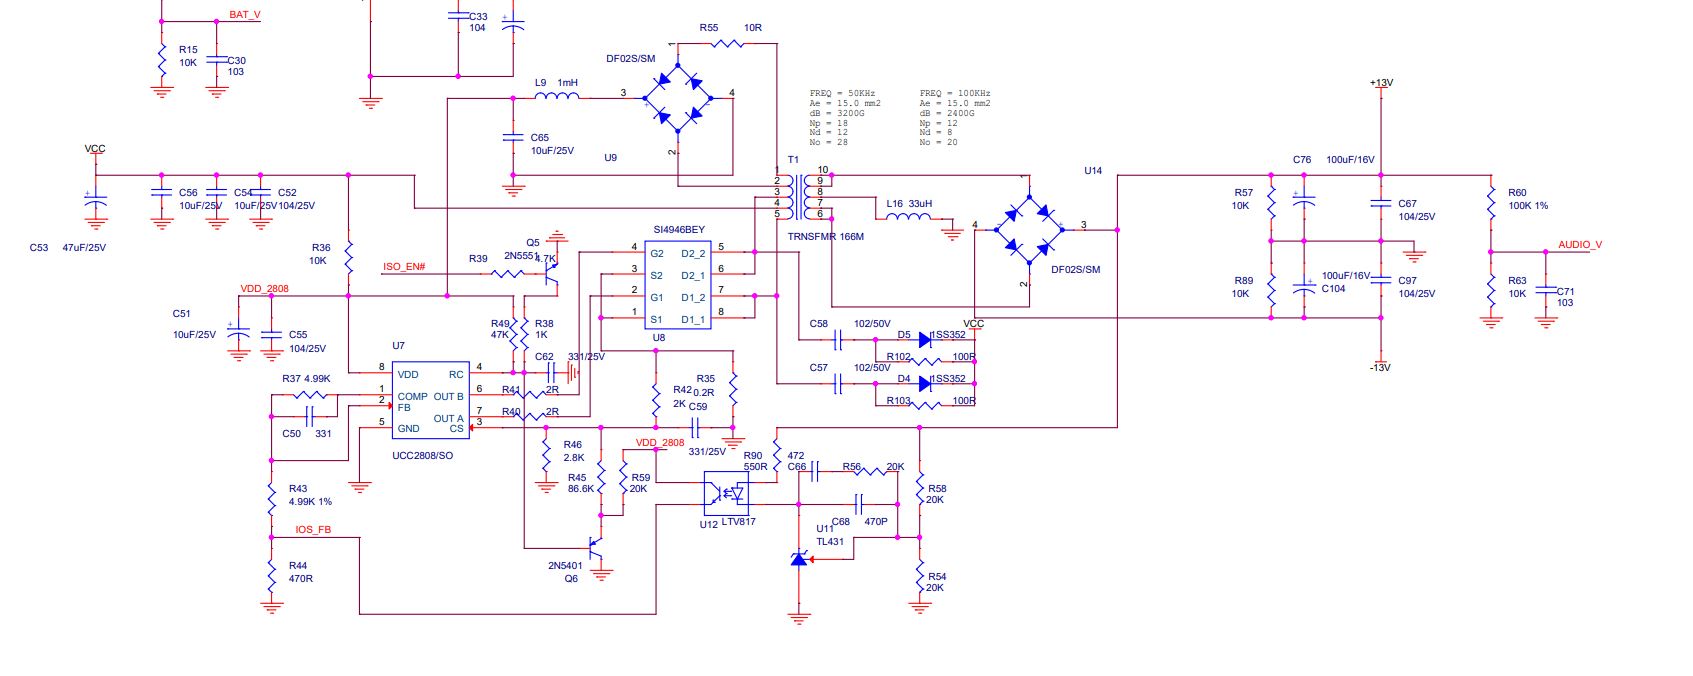 BAT_V
R15
10K
C30
103
C33
104
R55 10R
DF02S/SM
1
L9 1mH
3
4
2
C65
10uF/25V
U9
FREQ = 50KHz
Ae = 15.0 mm2
dB = 3200G
Np = 18
Nd = 12
No = 28
FREQ = 100KHz
Ae = 15.0 mm2
dB = 2400G
Np = 12
Nd = 8
No = 20
VCC
C56
10uF/25V
C54
10uF/25V
C52
104/25V
C53 47uF/25V
T1
1
2
3
4
5
10
9
8
7
6
TRNSFMR 166M
L16 33uH
U14
1
4
3
2
DF02S/SM
+13V
C76 100uF/16V
R57
10K
C67
104/25V
R60
100K 1%
AUDIO_V
R89
10K
100uF/16V
C104
C97
104/25V
R63
10K
C71
103
-13V
R36
10K
ISO_EN#
R39
4.7K
Q5
2N5551
SI4946BEY
4 G2 D2_2 5
3 S2 D2_1 6
2 G1 D1_2 7
1 S1 D1_1 8
U8
VDD_2808
C51
10uF/25V
C55
104/25V
R49
47K
R38
1K
C62 331/25V
C58 102/50V
D5 1SS352
R102 100R
VCC
C57 102/50V
D4 1SS352
R103 100R
U7
8 VDD RC 4
1 COMP OUT B 6
2 FB
OUT A 7
5 GND CS 3
UCC2808/SO
R37 4.99K
C50 331
R41 2R
R40 2R
R42
2K
R35
0.2R
C59
331/25V
R43
4.99K 1%
IOS_FB
R44
470R
R46
2.8K
R45
86.6K
VDD_2808
R59
20K
2N5401
Q6
R90
550R
472
C66
R56 20K
U12 LTV817
C68 470P
U11
TL431
R58
20K
R54
20K